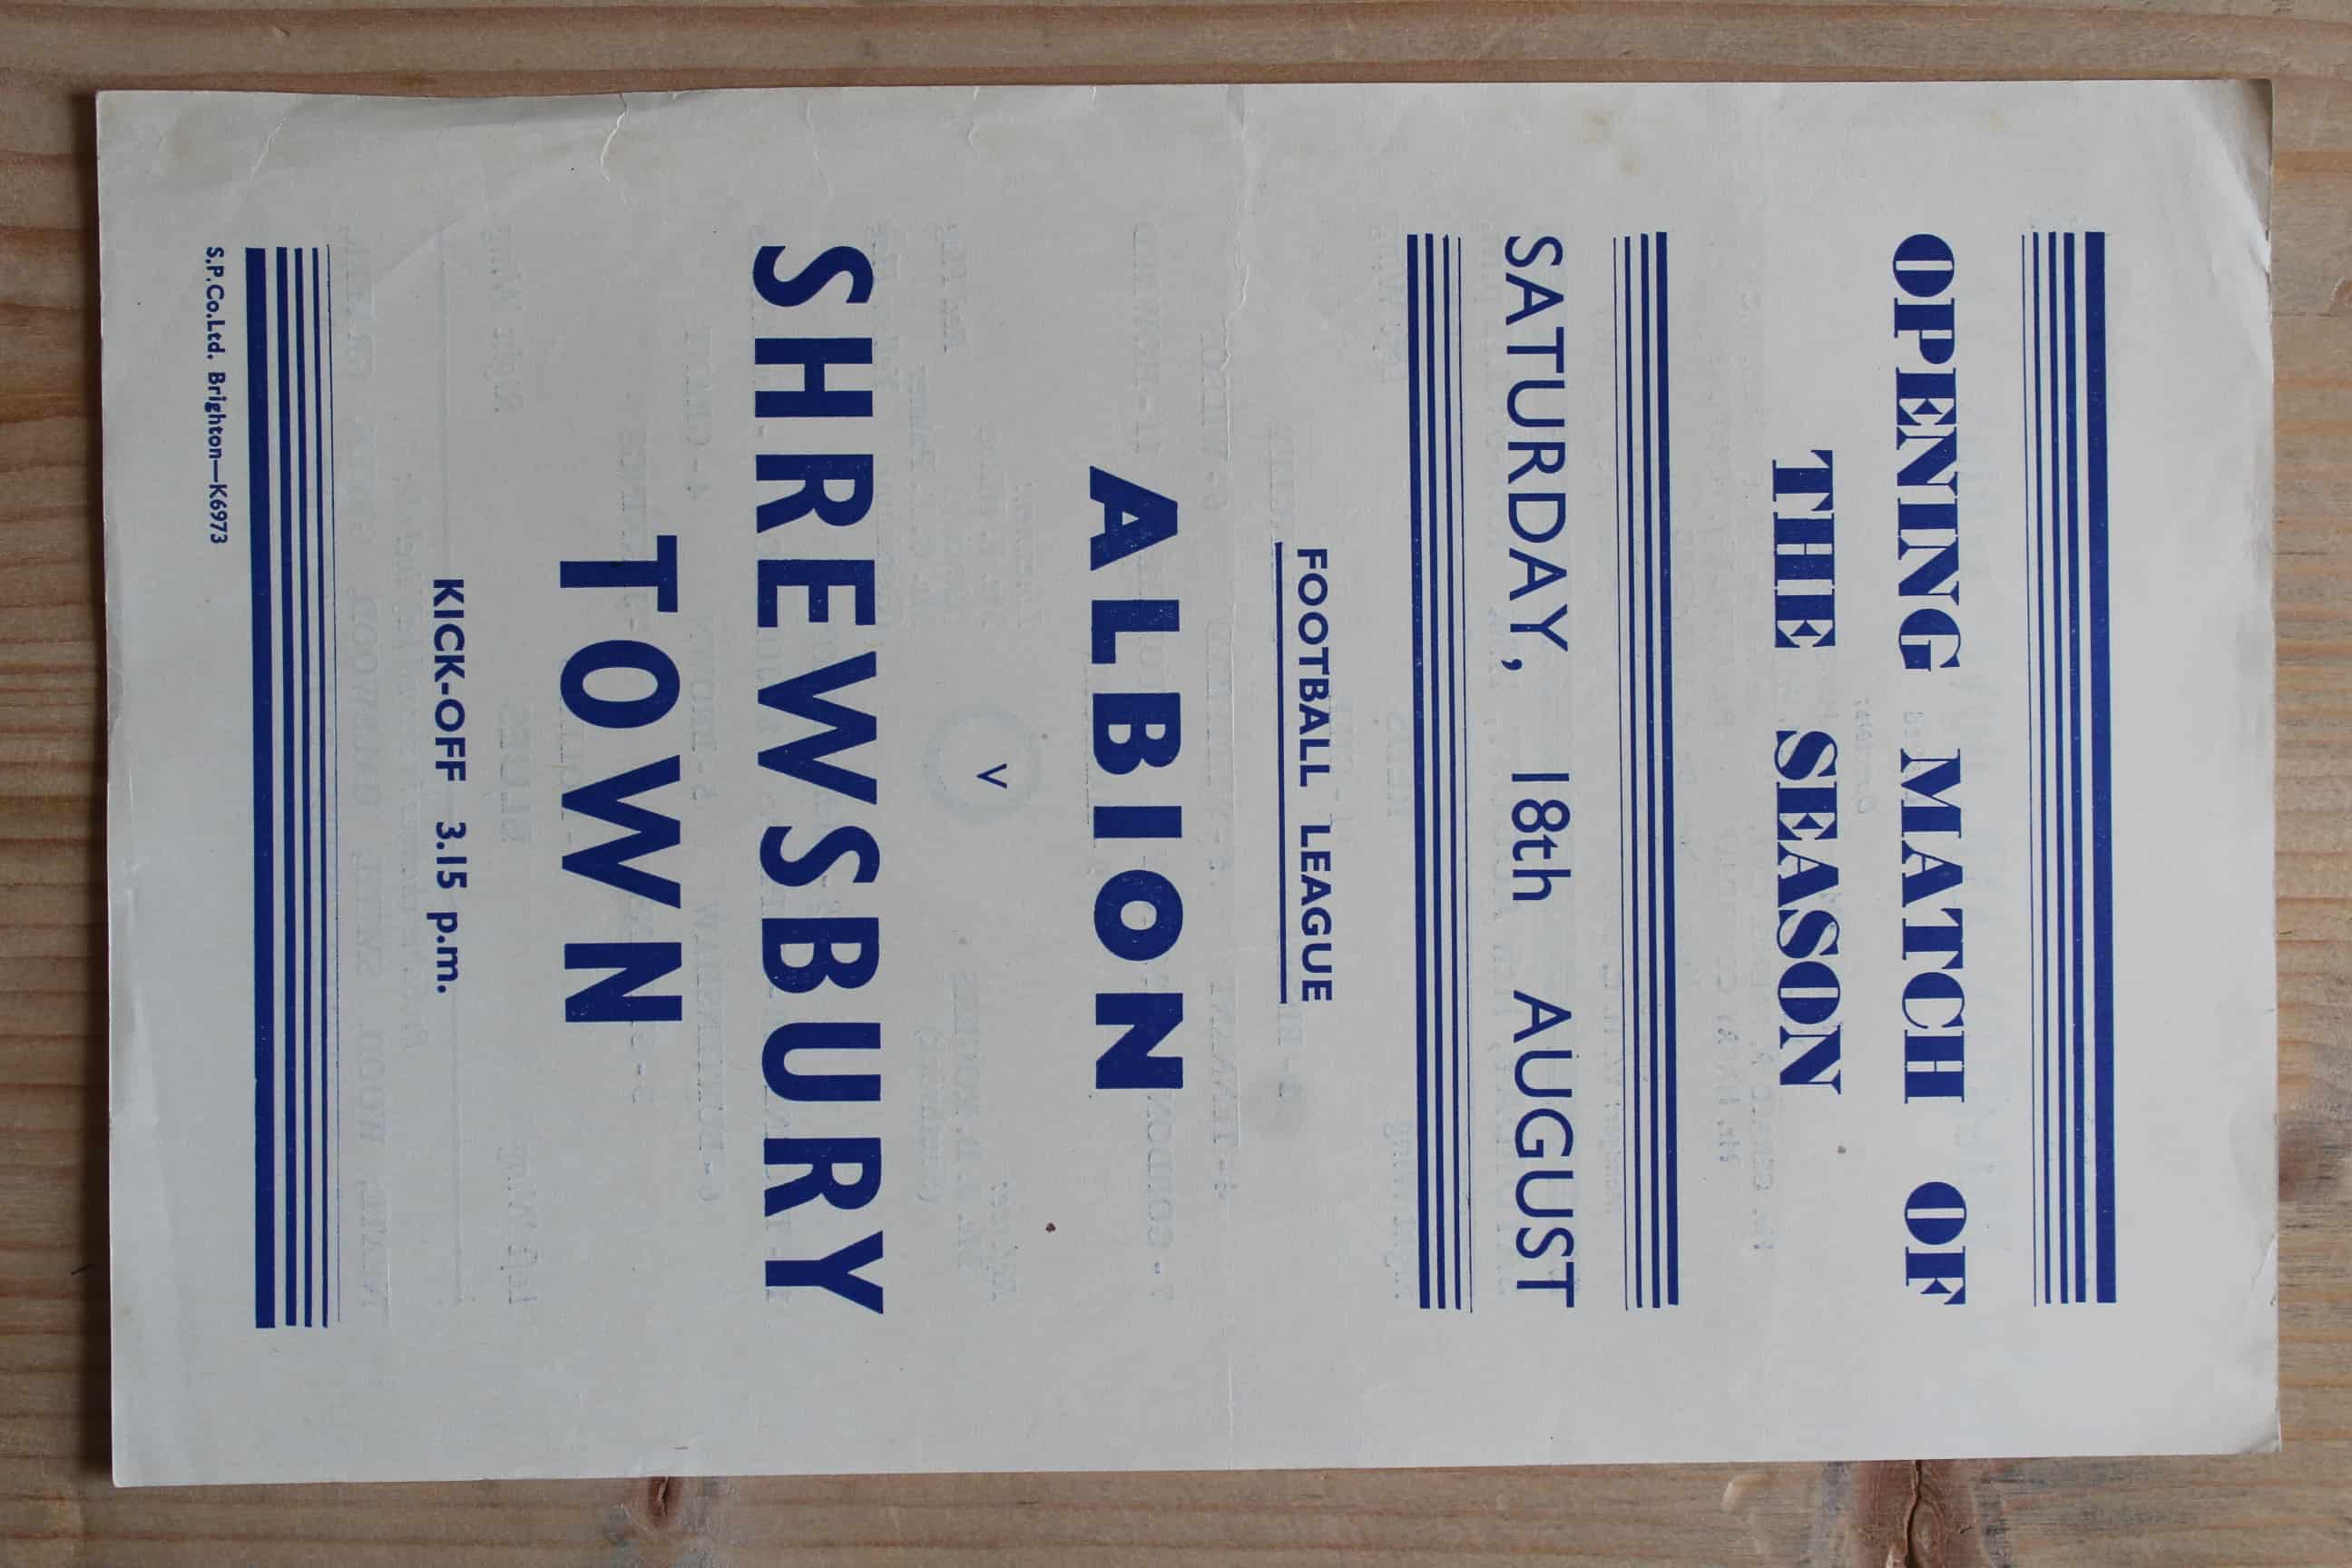 OPENING MATCH OF
THE SEASON
SATURDAY, 18th AUGUST
FOOTBALL LEAGUE
ALBION
v
SHREWSBURY
TOWN
KICK-OFF 3.15 p.m.
S.P.Co.Ltd. Brighton—K6973